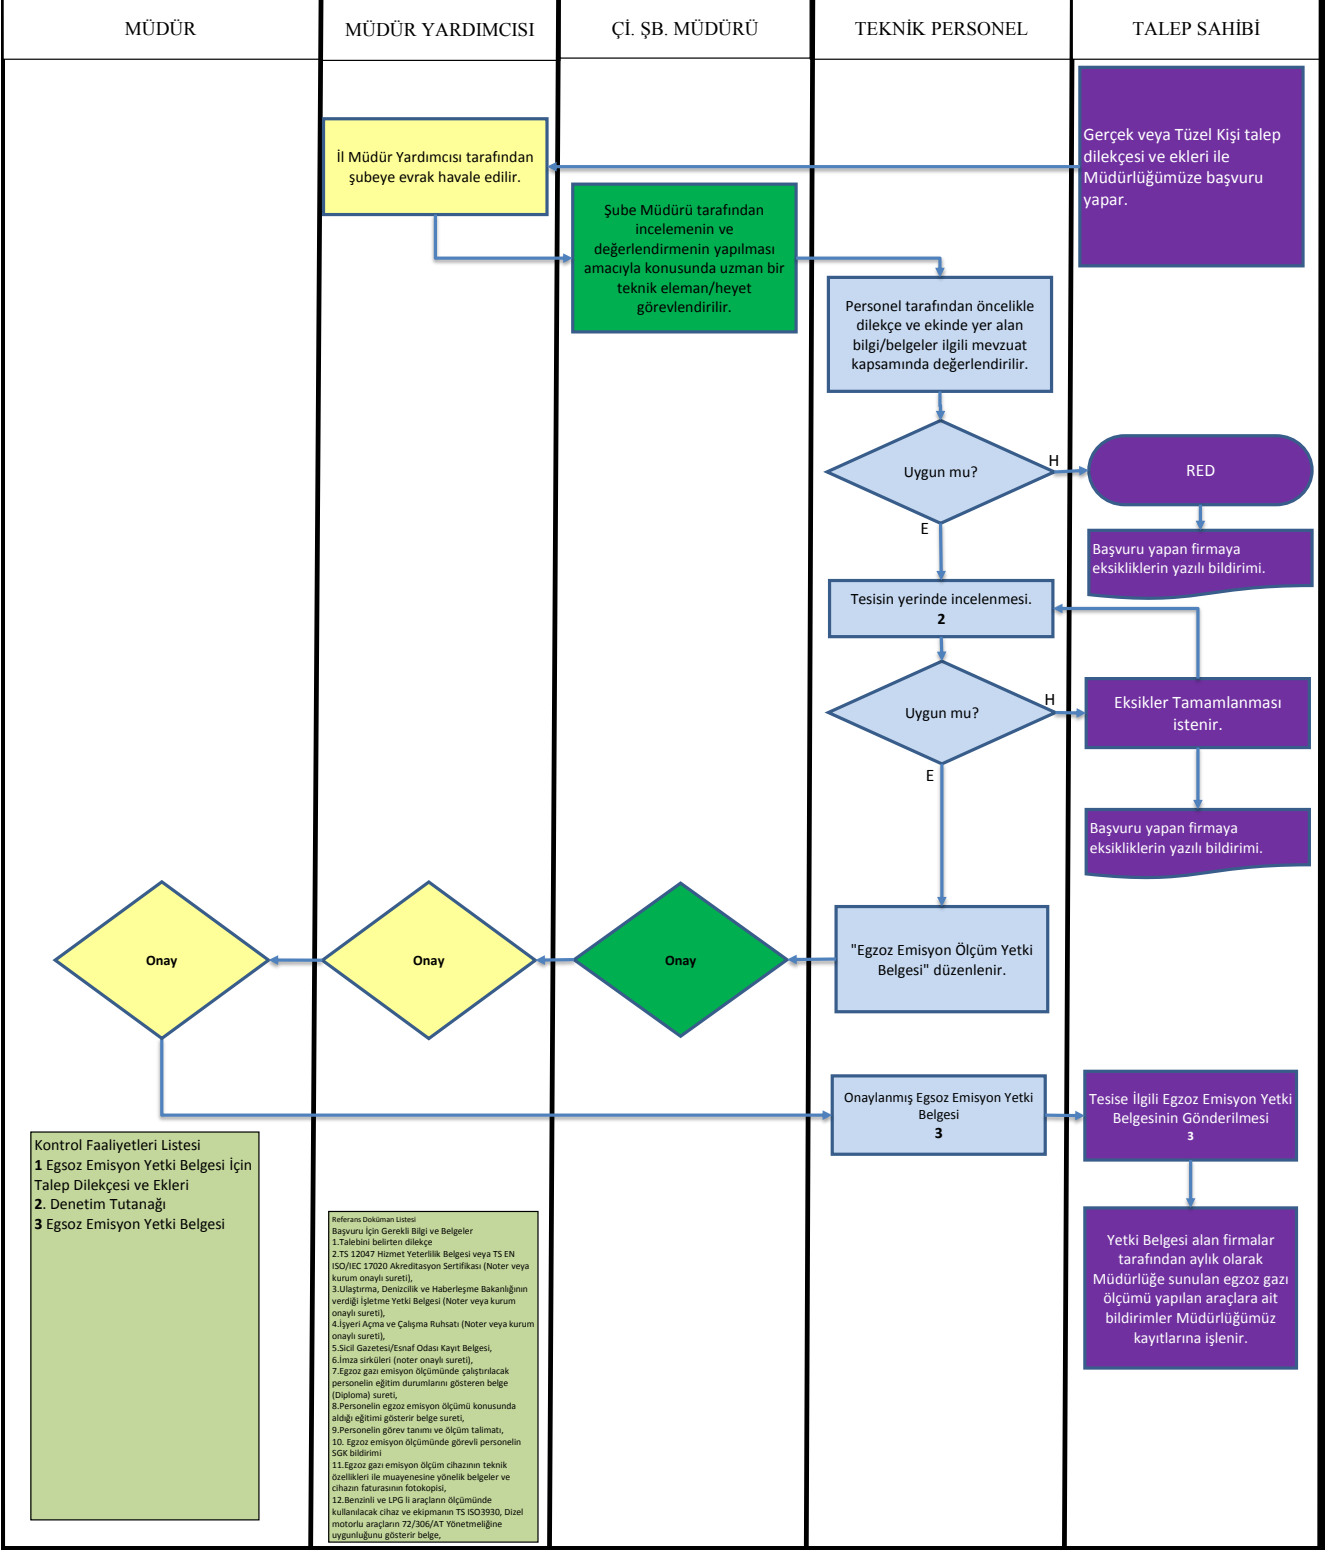 MÜDÜR
MÜDÜR YARDIMCISI
Çİ. ŞB. MÜDÜRÜ
TEKNİK PERSONEL
TALEP SAHİBİ
Gerçek veya Tüzel Kişi talep
dilekçesi ve ekleri ile
Müdürlüğümüze başvuru
yapar.
İl Müdür Yardımcısı tarafından
şubeye evrak havale edilir.
Şube Müdürü tarafından
incelemenin ve
değerlendirmenin yapılması
amacıyla konusunda uzman bir
teknik eleman/heyet
görevlendirilir.
Personel tarafından öncelikle
dilekçe ve ekinde yer alan
bilgi/belgeler ilgili mevzuat
kapsamında değerlendirilir.
Uygun mu?
H
RED
E
Başvuru yapan firmaya
eksikliklerin yazılı bildirimi.
Tesisin yerinde incelenmesi.
2
Uygun mu?
H
Eksikler Tamamlanması
istenir.
E
Başvuru yapan firmaya
eksikliklerin yazılı bildirimi.
Onay
Onay
Onay
"Egzoz Emisyon Ölçüm Yetki
Belgesi" düzenlenir.
Onaylanmış Egsoz Emisyon Yetki
Belgesi
3
Tesise İlgili Egzoz Emisyon Yetki
Belgesinin Gönderilmesi
3
Yetki Belgesi alan firmalar
tarafından aylık olarak
Müdürlüğe sunulan egzoz gazı
ölçümü yapılan araçlara ait
bildirimler Müdürlüğümüz
kayıtlarına işlenir.
Kontrol Faaliyetleri Listesi
1 Egsoz Emisyon Yetki Belgesi İçin
Talep Dilekçesi ve Ekleri
2. Denetim Tutanağı
3 Egsoz Emisyon Yetki Belgesi
Referans Doküman Listesi
Başvuru İçin Gerekli Bilgi ve Belgeler
1.Talebini belirten dilekçe
2.TS 12047 Hizmet Yeterlilik Belgesi veya TS EN
ISO/IEC 17020 Akreditasyon Sertifikası (Noter veya
kurum onaylı sureti),
3.Ulaştırma, Denizcilik ve Haberleşme Bakanlığının
verdiği İşletme Yetki Belgesi (Noter veya kurum
onaylı sureti),
4.İşyeri Açma ve Çalışma Ruhsatı (Noter veya kurum
onaylı sureti),
5.Sicil Gazetesi/Esnaf Odası Kayıt Belgesi,
6.İmza sirküleri (noter onaylı sureti),
7.Egzoz gazı emisyon ölçümünde çalıştırılacak
personelin eğitim durumlarını gösteren belge
(Diploma) sureti,
8.Personelin egzoz emisyon ölçümü konusunda
aldığı eğitimi gösterir belge sureti,
9.Personelin görev tanımı ve ölçüm talimatı,
10. Egzoz emisyon ölçümünde görevli personelin
SGK bildirimi
11.Egzoz gazı emisyon ölçüm cihazının teknik
özellikleri ile muayenesine yönelik belgeler ve
cihazın faturasının fotokopisi,
12.Benzinli ve LPG li araçların ölçümünde
kullanılacak cihaz ve ekipmanın TS ISO3930, Dizel
motorlu araçların 72/306/AT Yönetmeliğine
uygunluğunu gösterir belge,